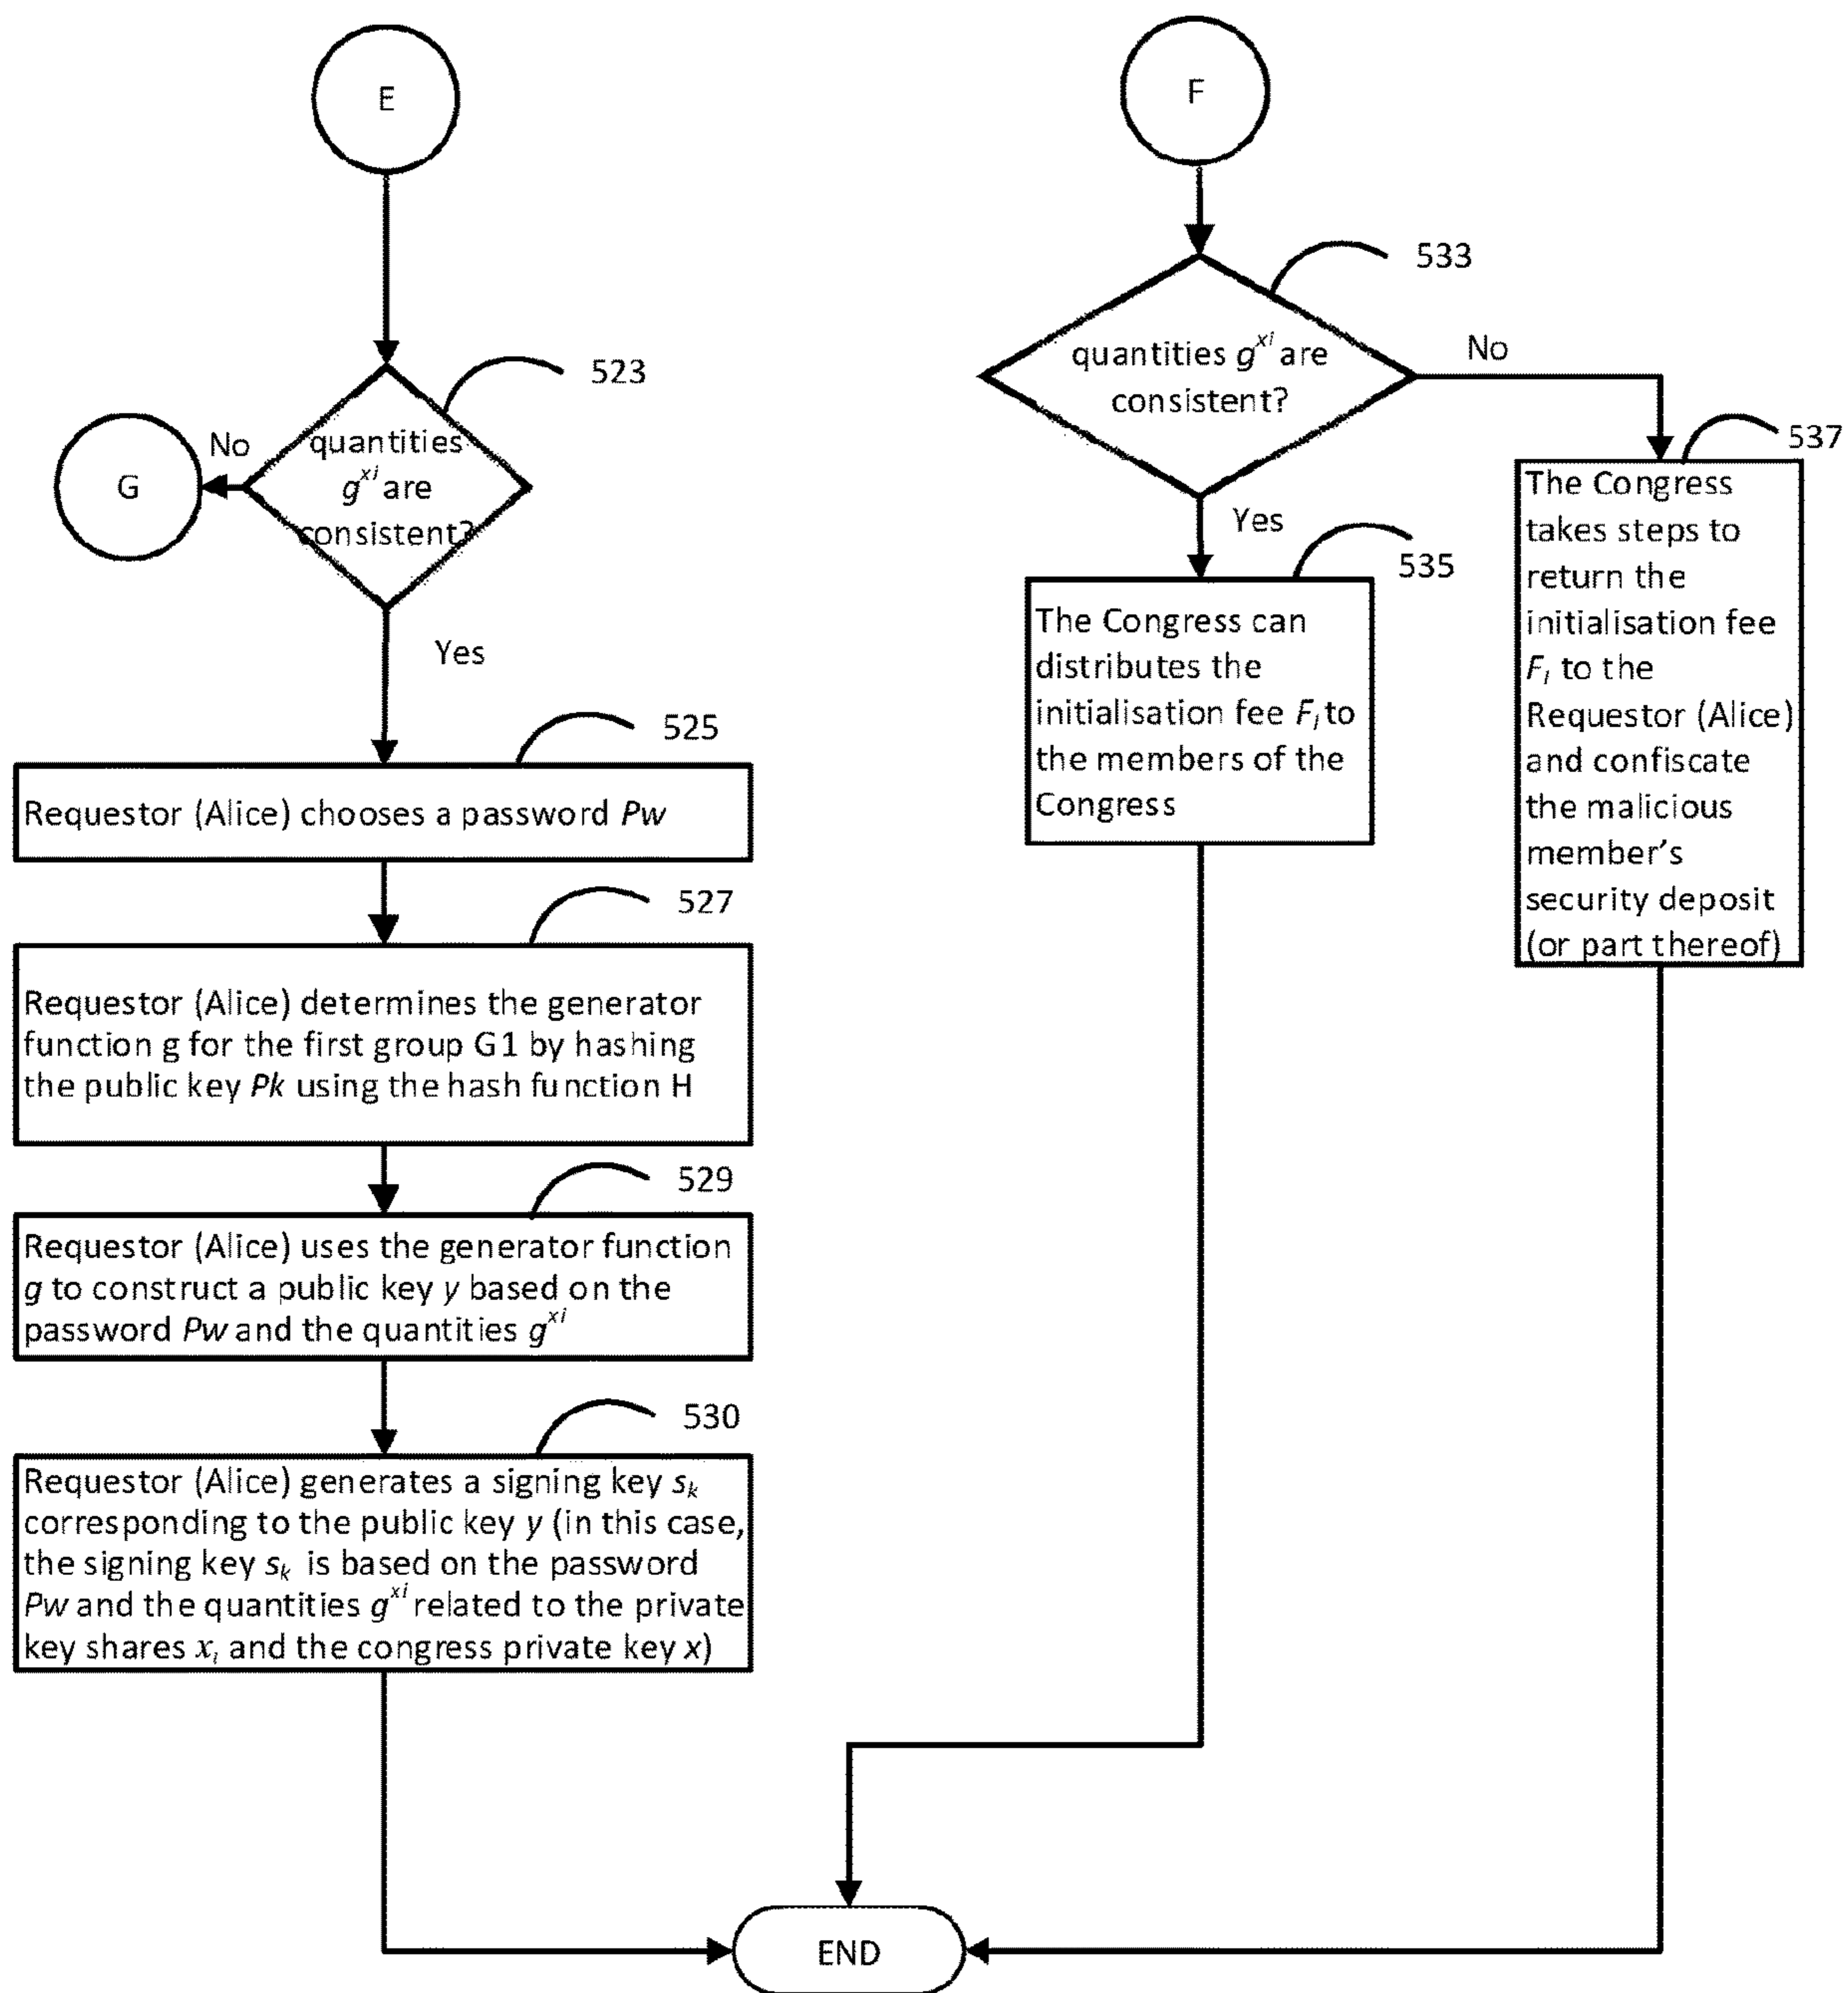 E
523
quantities
g^xi are
consistent?
No
G
Yes
525
Requestor (Alice) chooses a password Pw
527
Requestor (Alice) determines the generator
function g for the first group G1 by hashing
the public key Pk using the hash function H
529
Requestor (Alice) uses the generator function
g to construct a public key y based on the
password Pw and the quantities g^xi
530
Requestor (Alice) generates a signing key s_k
corresponding to the public key y (in this case,
the signing key s_k is based on the password
Pw and the quantities g^xi related to the private
key shares x_i and the congress private key x)
F
533
quantities g^xi are
consistent?
No
Yes
535
The Congress can
distributes the
initialisation fee F_I to
the members of the
Congress
537
The Congress
takes steps to
return the
initialisation fee
F_I to the
Requestor (Alice)
and confiscate
the malicious
member's
security deposit
(or part thereof)
END